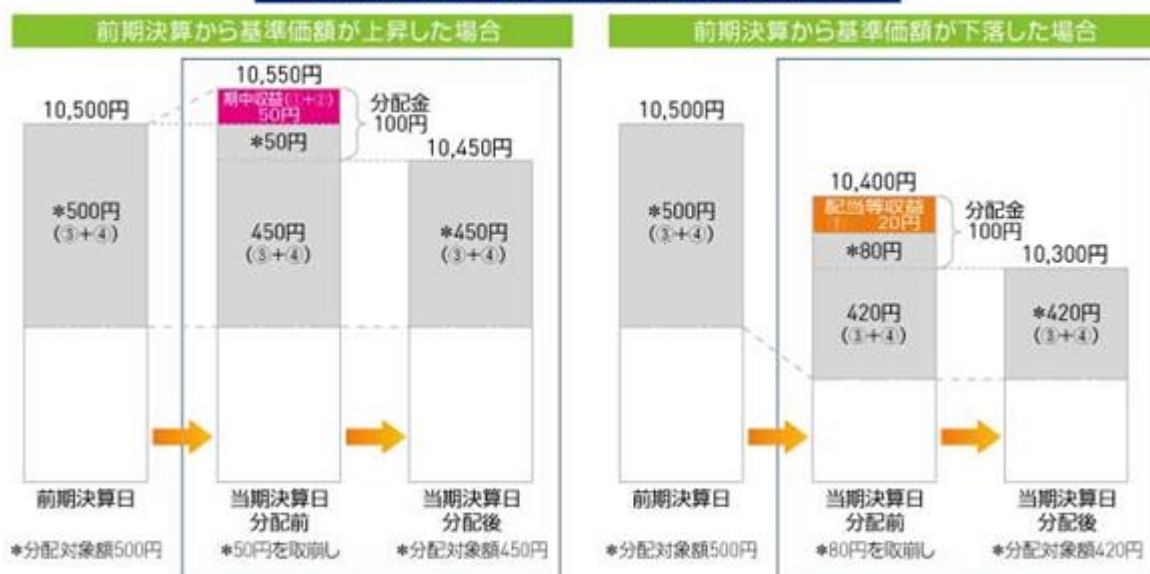 前期決算から基準価額が上昇した場合
10,500円
*500円
(③+④)
10,550円
期中収益(①+②)
50円
*50円
450円
(③+④)
分配金
100円
10,450円
*450円
(③+④)
前期決算日
当期決算日
分配前
当期決算日
分配後
*分配対象額500円
*50円を取崩し
*分配対象額450円
前期決算から基準価額が下落した場合
10,500円
*500円
(③+④)
10,400円
配当等収益
20円
*80円
420円
(③+④)
分配金
100円
10,300円
*420円
(③+④)
前期決算日
当期決算日
分配前
当期決算日
分配後
*分配対象額500円
*80円を取崩し
*分配対象額420円